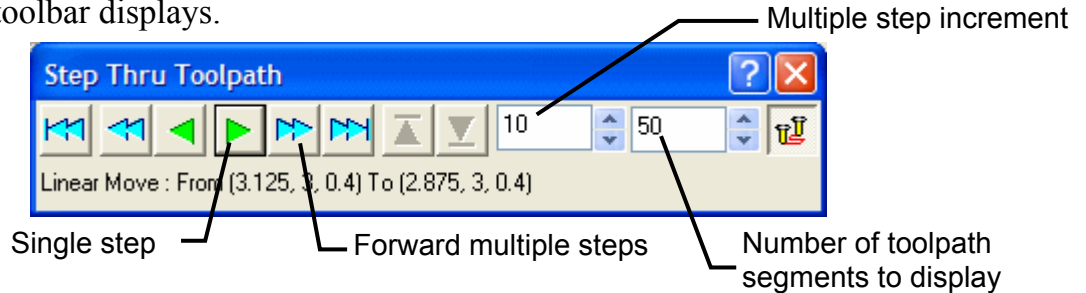 toolbar displays.
Multiple step increment
Step Thru Toolpath
10
50
Linear Move : From (3.125, 3, 0.4) To (2.875, 3, 0.4)
Single step
Forward multiple steps
Number of toolpath
segments to display